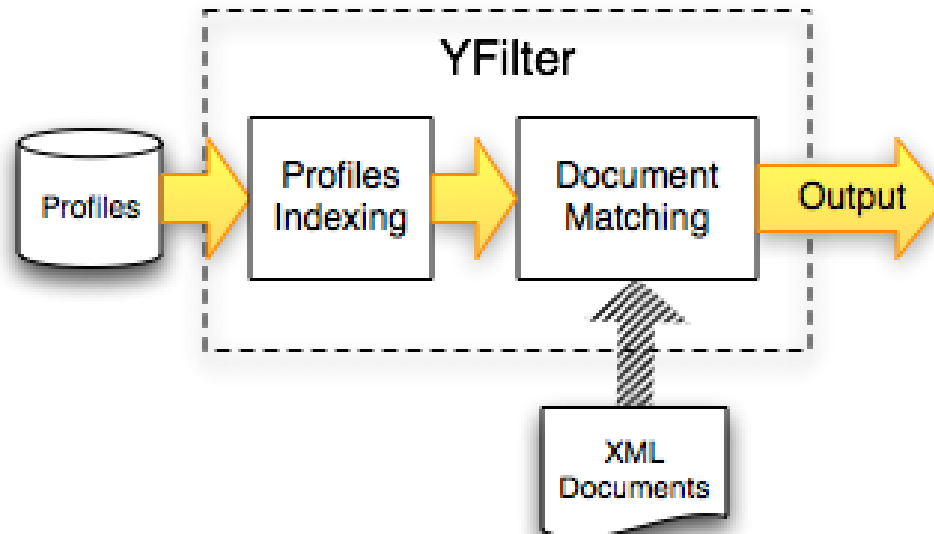 YFilter
Profiles
Profiles
Indexing
Document
Matching
Output
XML
Documents